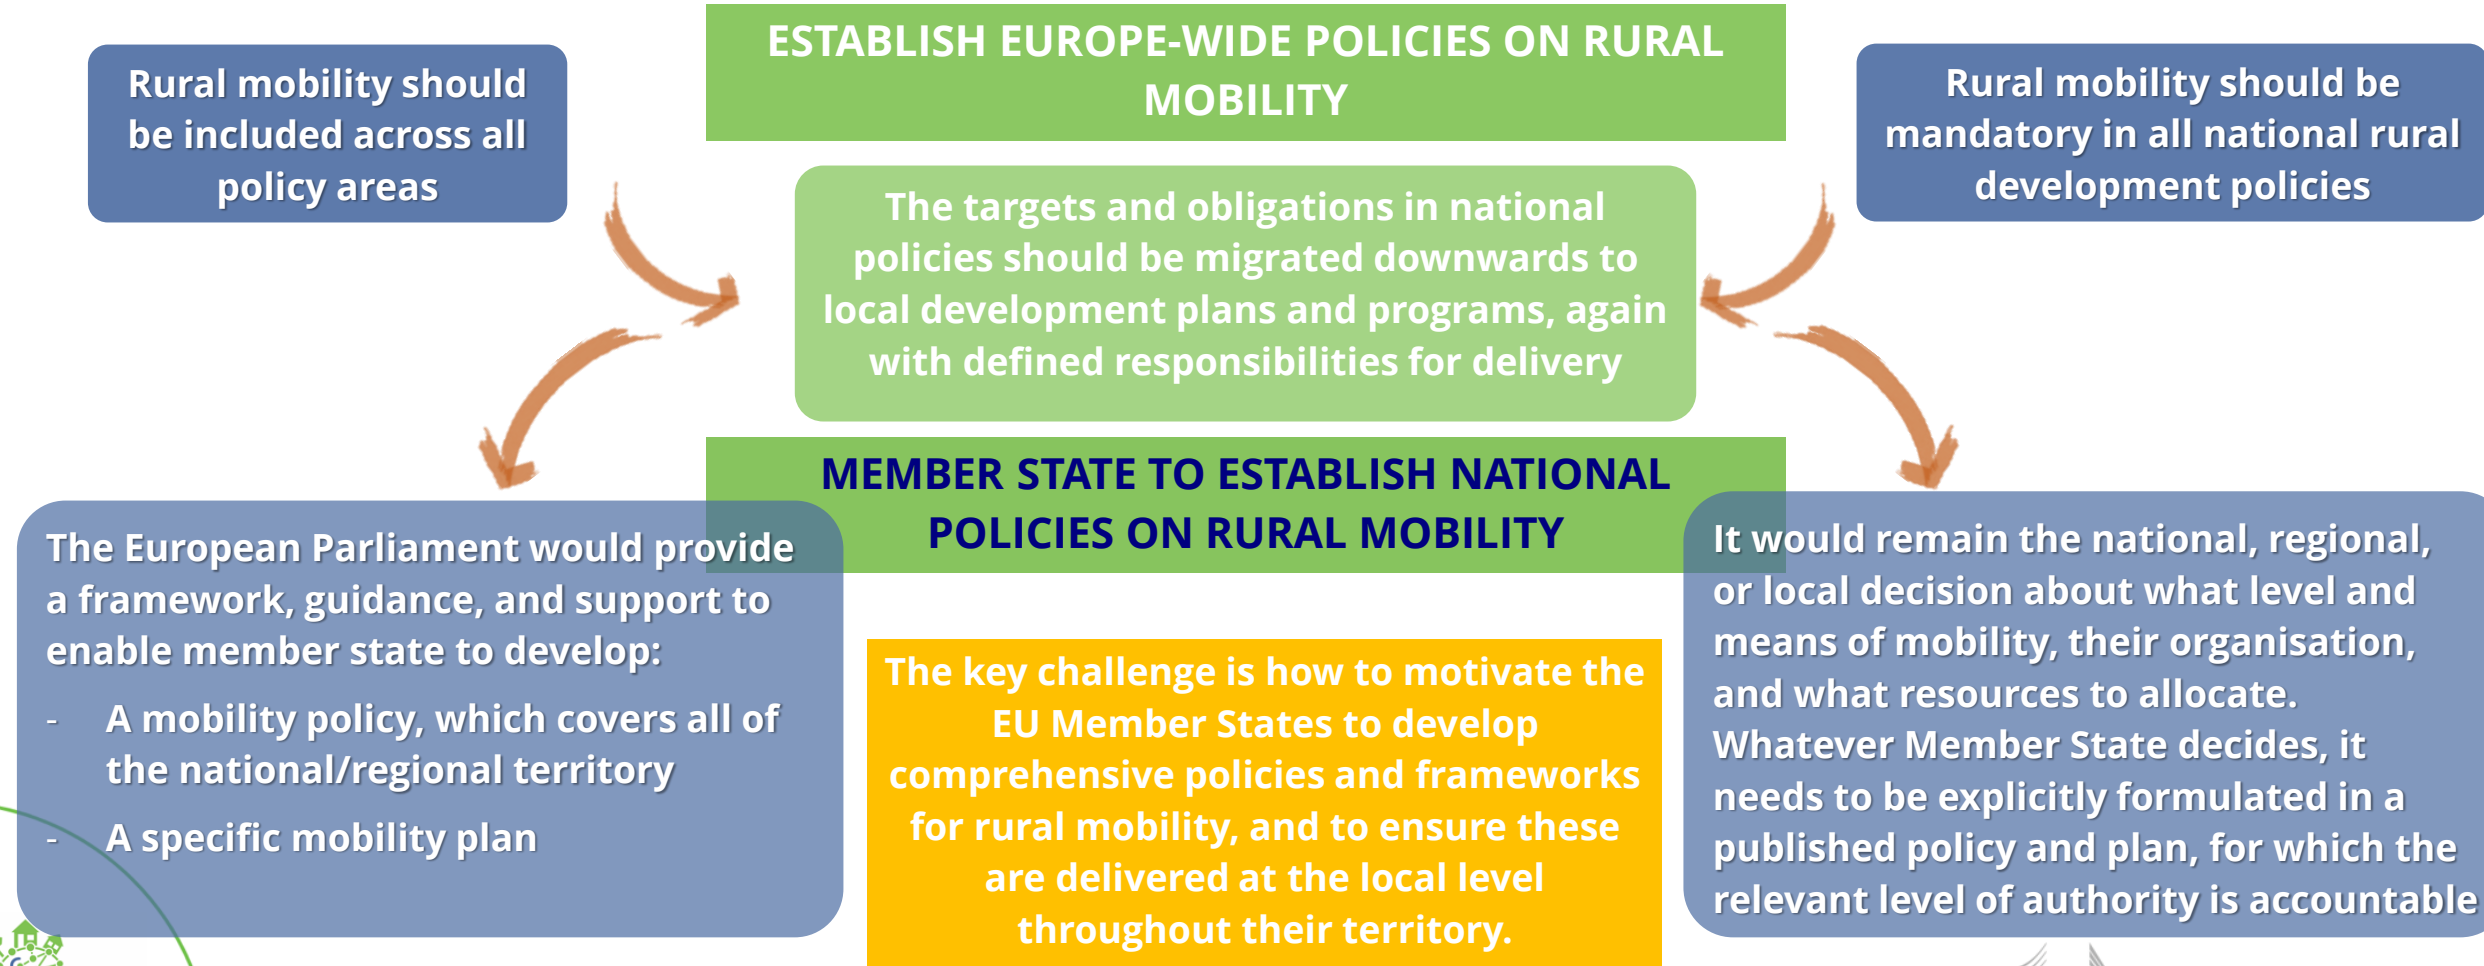 ESTABLISH EUROPE-WIDE POLICIES ON RURAL
MOBILITY
Rural mobility should
be included across all
policy areas
Rural mobility should be
mandatory in all national rural
development policies
The targets and obligations in national
policies should be migrated downwards to
local development plans and programs, again
with defined responsibilities for delivery
MEMBER STATE TO ESTABLISH NATIONAL
POLICIES ON RURAL MOBILITY
The European Parliament would provide
a framework, guidance, and support to
enable member state to develop:
- A mobility policy, which covers all of
the national/regional territory
- A specific mobility plan
The key challenge is how to motivate the
EU Member States to develop
comprehensive policies and frameworks
for rural mobility, and to ensure these
are delivered at the local level
throughout their territory.
It would remain the national, regional,
or local decision about what level and
means of mobility, their organisation,
and what resources to allocate.
Whatever Member State decides, it
needs to be explicitly formulated in a
published policy and plan, for which the
relevant level of authority is accountable